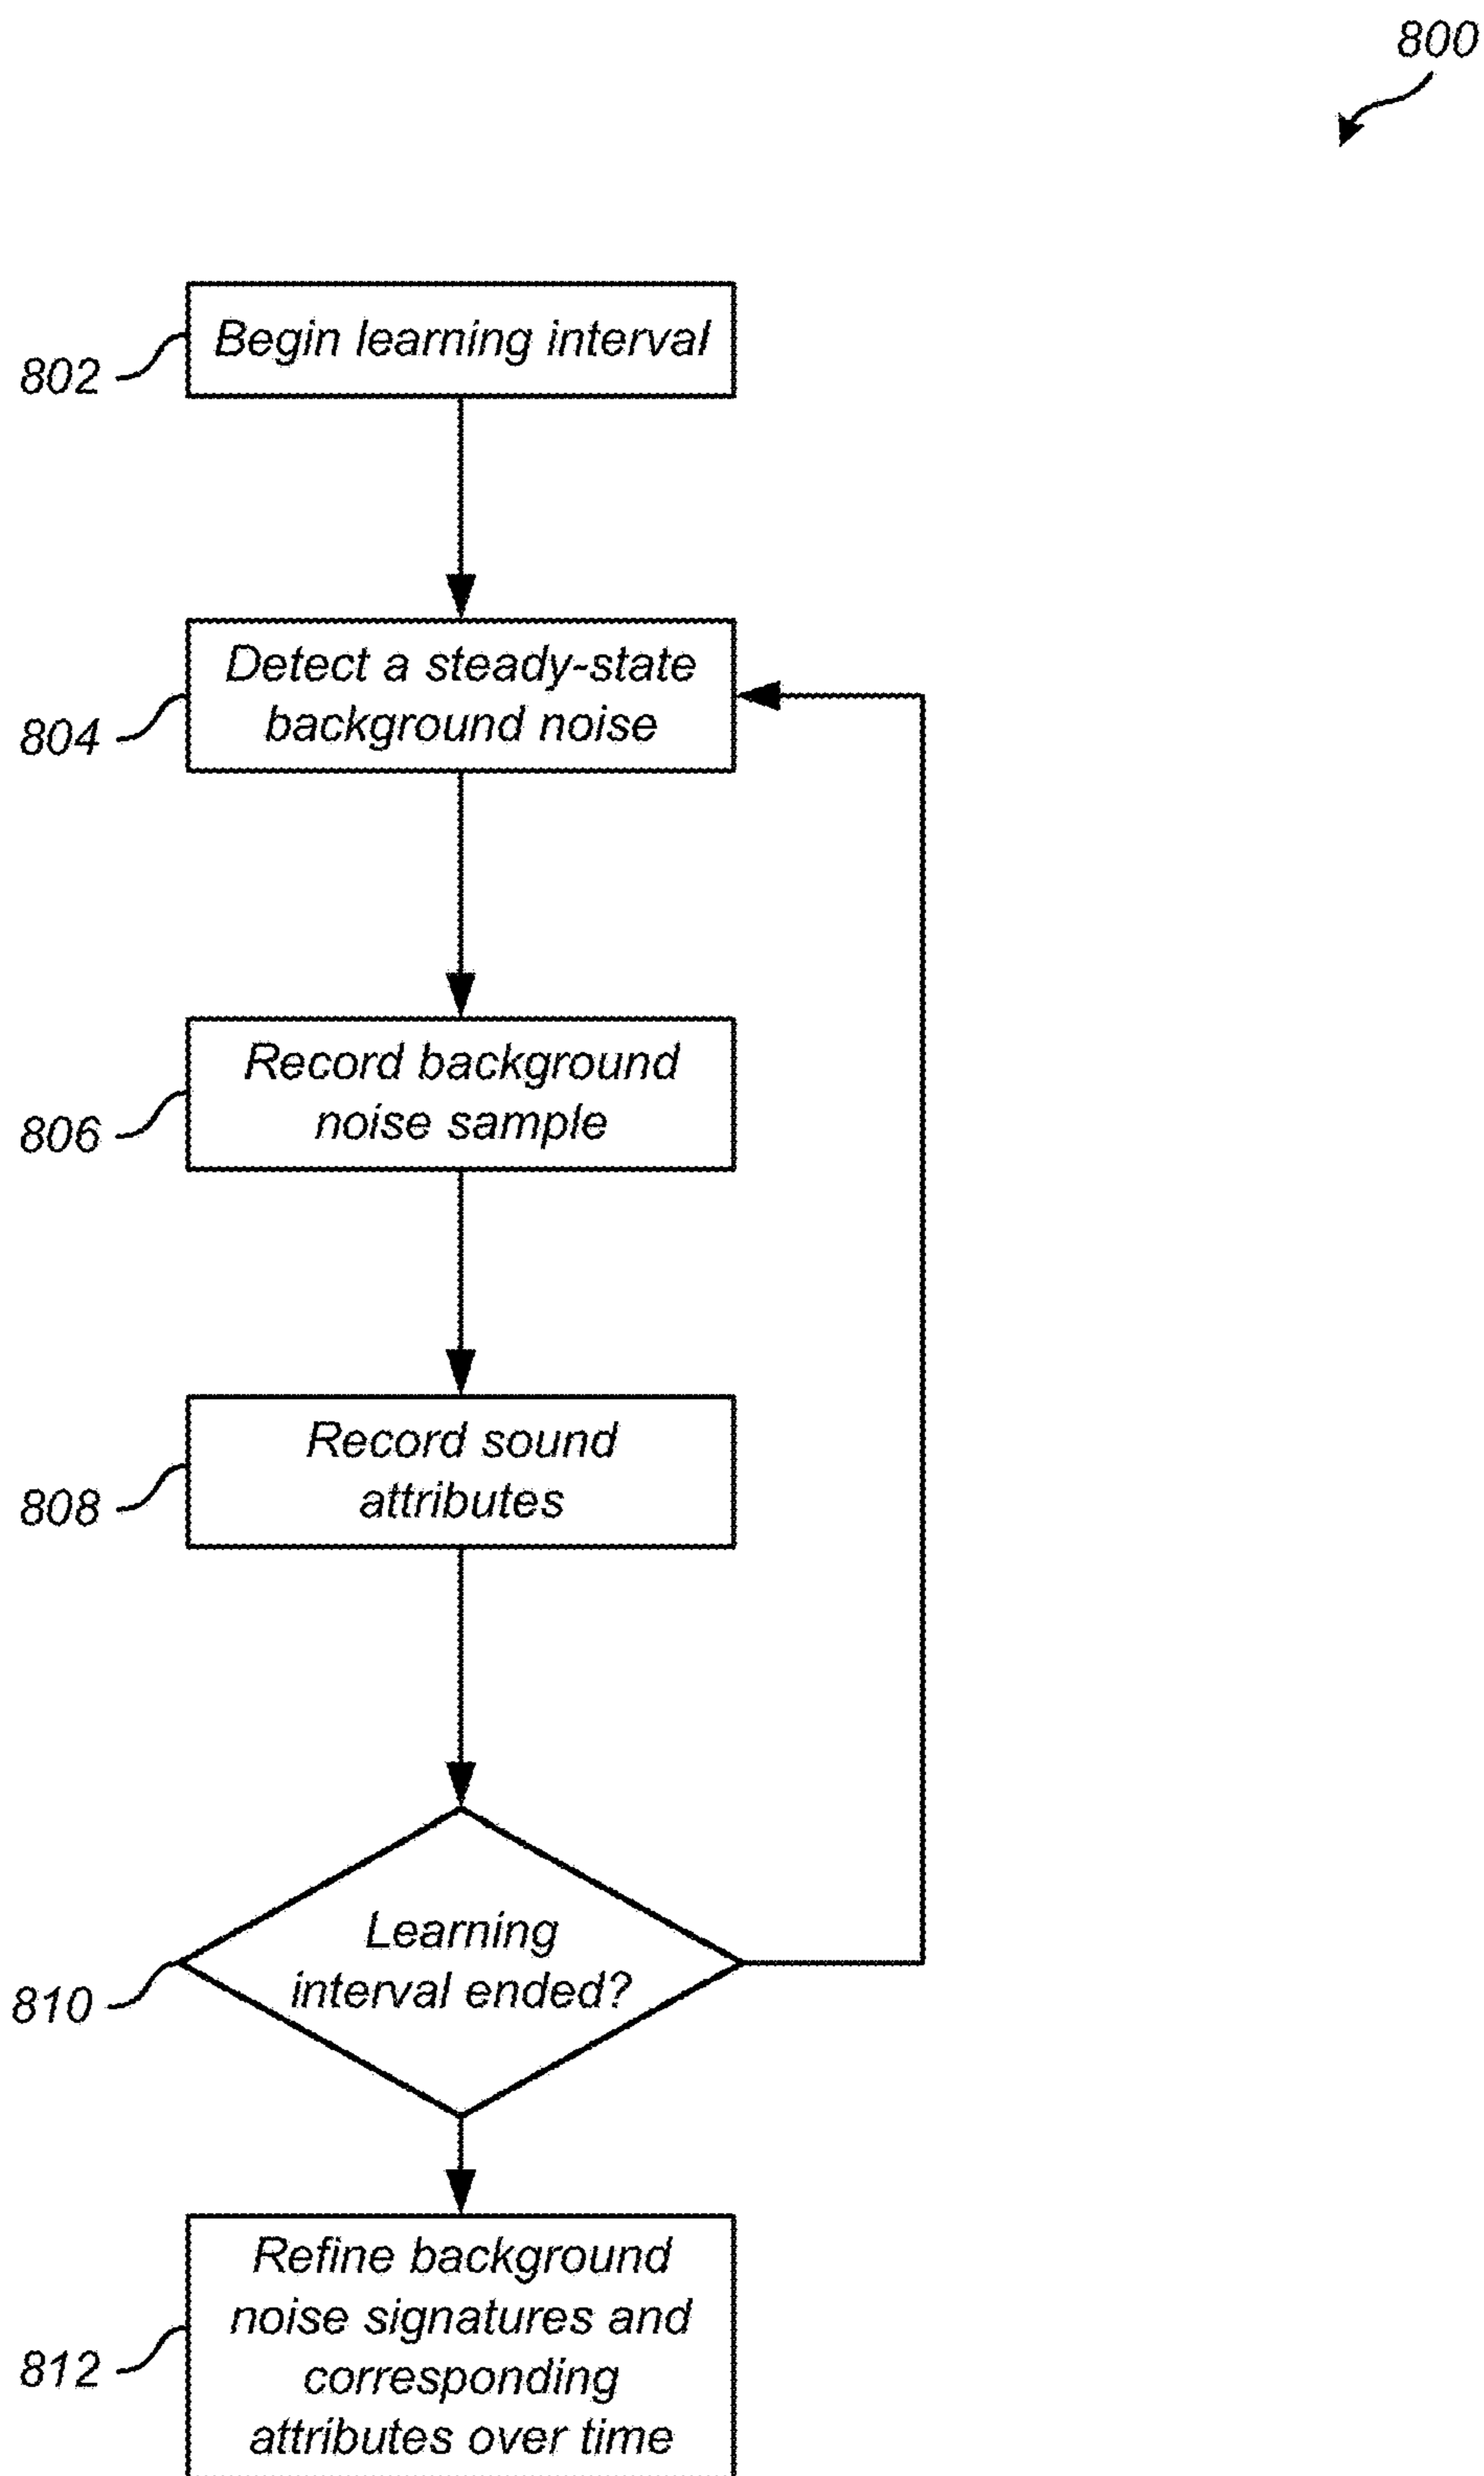 800
802
Begin learning interval
804
Detect a steady-state
background noise
806
Record background
noise sample
808
Record sound
attributes
810
Learning
interval ended?
812
Refine background
noise signatures and
corresponding
attributes over time